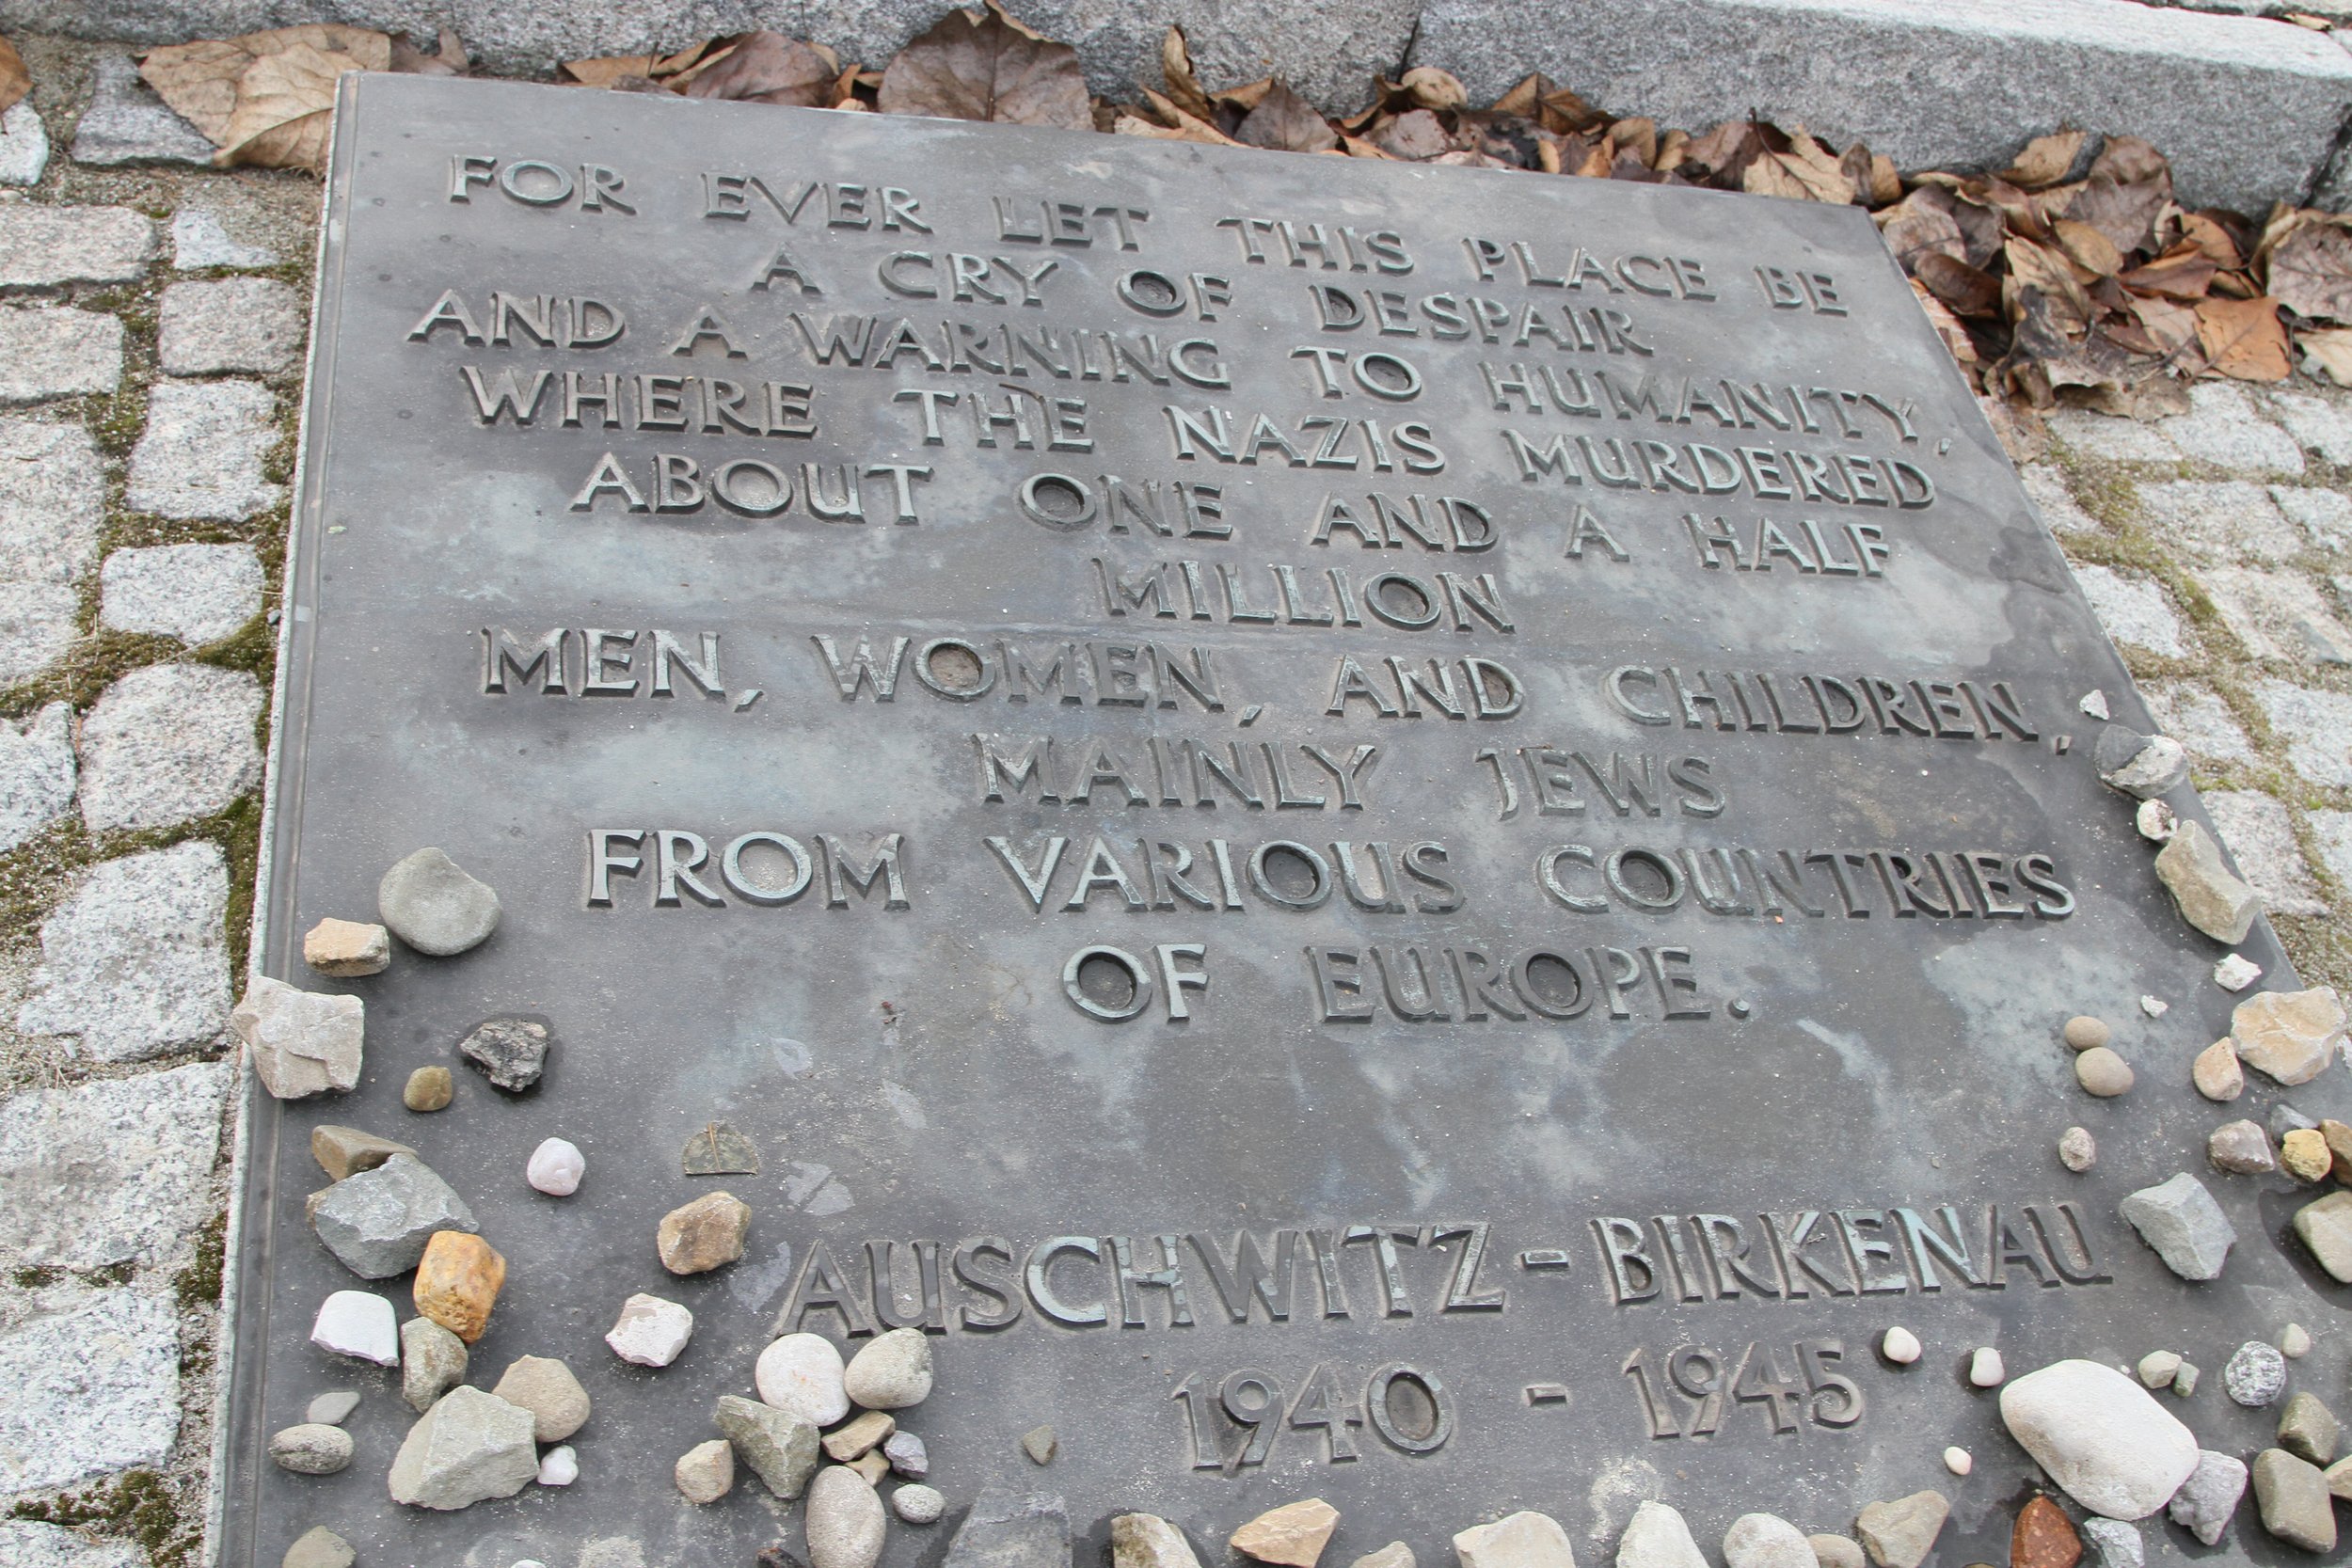 FOR EVER LET THIS PLACE BE
A CRY OF DESPAIR
AND A WARNING TO HUMANITY,
WHERE THE NAZIS MURDERED
ABOUT ONE AND A HALF
MILLION
MEN, WOMEN, AND CHILDREN,
MAINLY JEWS
FROM VARIOUS COUNTRIES
OF EUROPE.
AUSCHWITZ - BIRKENAU
1940 - 1945